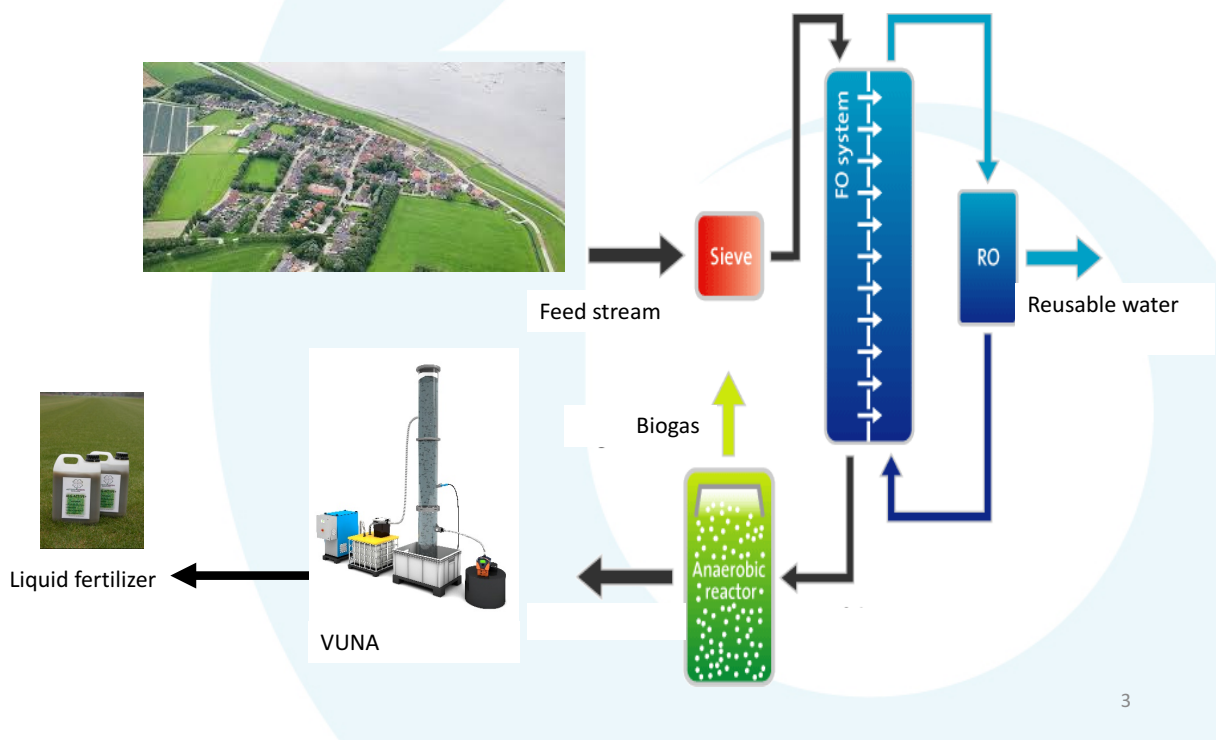 FO system
Sieve
RO
Feed stream
Reusable water
Biogas
Anaerobic
reactor
Liquid fertilizer
VUNA
3